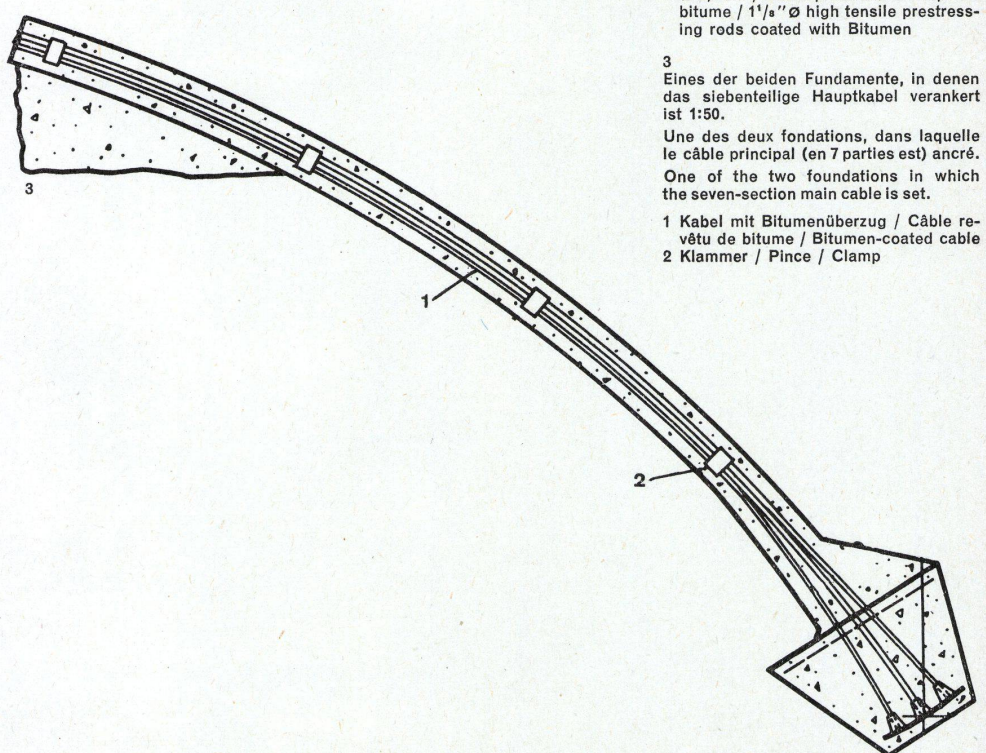 bitume / 1¹/₈″ Ø high tensile prestress-
ing rods coated with Bitumen
3
Eines der beiden Fundamente, in denen
das siebenteilige Hauptkabel verankert
ist 1:50.
Une des deux fondations, dans laquelle
le câble principal (en 7 parties est) ancré.
One of the two foundations in which
the seven-section main cable is set.
1 Kabel mit Bitumenüberzug / Câble re-
vêtu de bitume / Bitumen-coated cable
2 Klammer / Pince / Clamp
3
1
2